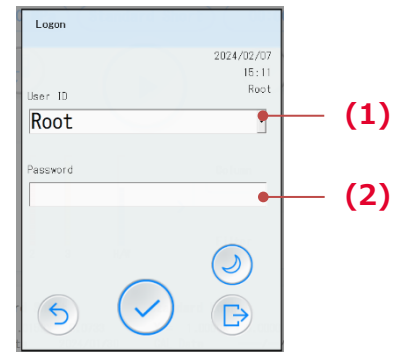 Logon
2024/02/07
15:11
Root
User ID
Root
(1)
Password
(2)